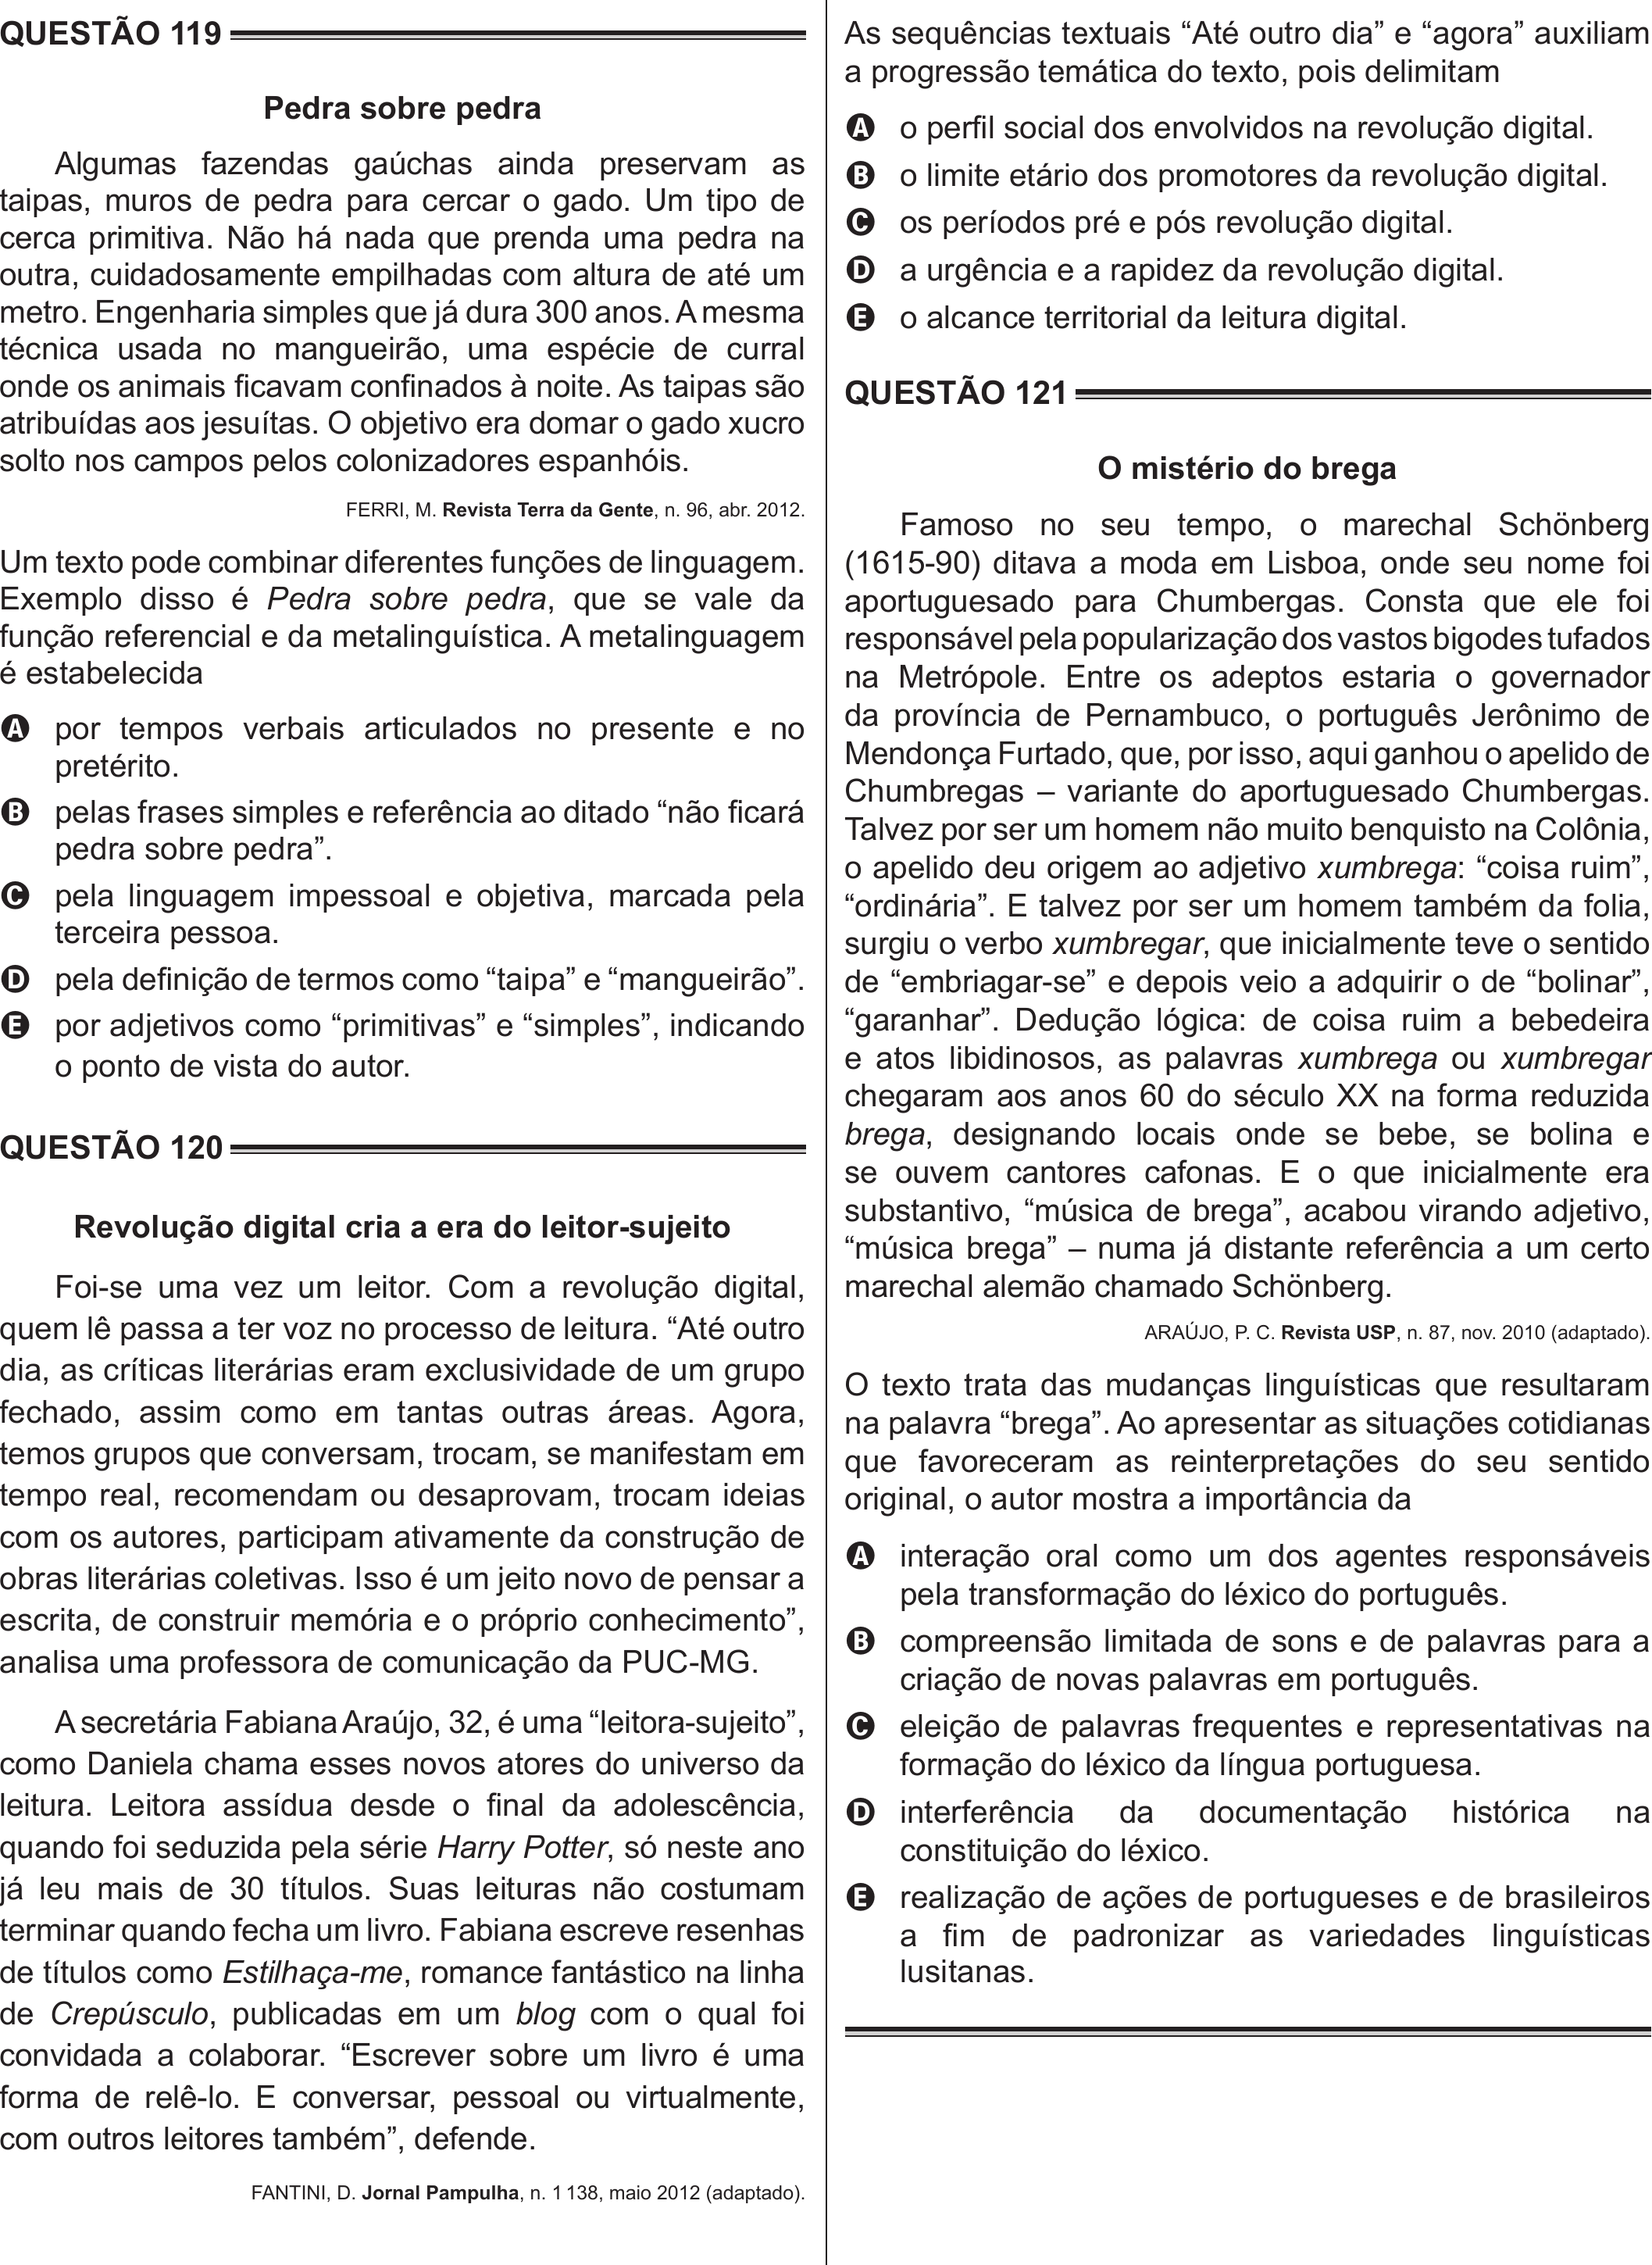 QUESTÃO 119
Pedra sobre pedra
Algumas fazendas gaúchas ainda preservam as
taipas, muros de pedra para cercar o gado. Um tipo de
cerca primitiva. Não há nada que prenda uma pedra na
outra, cuidadosamente empilhadas com altura de até um
metro. Engenharia simples que já dura 300 anos. A mesma
técnica usada no mangueirão, uma espécie de curral
onde os animais ficavam confinados à noite. As taipas são
atribuídas aos jesuítas. O objetivo era domar o gado xucro
solto nos campos pelos colonizadores espanhóis.
FERRI, M. Revista Terra da Gente, n. 96, abr. 2012.
Um texto pode combinar diferentes funções de linguagem.
Exemplo disso é Pedra sobre pedra, que se vale da
função referencial e da metalinguística. A metalinguagem
é estabelecida
A por tempos verbais articulados no presente e no
pretérito.
B pelas frases simples e referência ao ditado “não ficará
pedra sobre pedra”.
C pela linguagem impessoal e objetiva, marcada pela
terceira pessoa.
D pela definição de termos como “taipa” e “mangueirão”.
E por adjetivos como “primitivas” e “simples”, indicando
o ponto de vista do autor.
QUESTÃO 120
Revolução digital cria a era do leitor-sujeito
Foi-se uma vez um leitor. Com a revolução digital,
quem lê passa a ter voz no processo de leitura. “Até outro
dia, as críticas literárias eram exclusividade de um grupo
fechado, assim como em tantas outras áreas. Agora,
temos grupos que conversam, trocam, se manifestam em
tempo real, recomendam ou desaprovam, trocam ideias
com os autores, participam ativamente da construção de
obras literárias coletivas. Isso é um jeito novo de pensar a
escrita, de construir memória e o próprio conhecimento”,
analisa uma professora de comunicação da PUC-MG.
A secretária Fabiana Araújo, 32, é uma “leitora-sujeito”,
como Daniela chama esses novos atores do universo da
leitura. Leitora assídua desde o final da adolescência,
quando foi seduzida pela série Harry Potter, só neste ano
já leu mais de 30 títulos. Suas leituras não costumam
terminar quando fecha um livro. Fabiana escreve resenhas
de títulos como Estilhaça-me, romance fantástico na linha
de Crepúsculo, publicadas em um blog com o qual foi
convidada a colaborar. “Escrever sobre um livro é uma
forma de relê-lo. E conversar, pessoal ou virtualmente,
com outros leitores também”, defende.
FANTINI, D. Jornal Pampulha, n. 1 138, maio 2012 (adaptado).
As sequências textuais “Até outro dia” e “agora” auxiliam
a progressão temática do texto, pois delimitam
A o perfil social dos envolvidos na revolução digital.
B o limite etário dos promotores da revolução digital.
C os períodos pré e pós revolução digital.
D a urgência e a rapidez da revolução digital.
E o alcance territorial da leitura digital.
QUESTÃO 121
O mistério do brega
Famoso no seu tempo, o marechal Schönberg
(1615-90) ditava a moda em Lisboa, onde seu nome foi
aportuguesado para Chumbergas. Consta que ele foi
responsável pela popularização dos vastos bigodes tufados
na Metrópole. Entre os adeptos estaria o governador
da província de Pernambuco, o português Jerônimo de
Mendonça Furtado, que, por isso, aqui ganhou o apelido de
Chumbregas – variante do aportuguesado Chumbergas.
Talvez por ser um homem não muito benquisto na Colônia,
o apelido deu origem ao adjetivo xumbrega: “coisa ruim”,
“ordinária”. E talvez por ser um homem também da folia,
surgiu o verbo xumbregar, que inicialmente teve o sentido
de “embriagar-se” e depois veio a adquirir o de “bolinar”,
“garanhar”. Dedução lógica: de coisa ruim a bebedeira
e atos libidinosos, as palavras xumbrega ou xumbregar
chegaram aos anos 60 do século XX na forma reduzida
brega, designando locais onde se bebe, se bolina e
se ouvem cantores cafonas. E o que inicialmente era
substantivo, “música de brega”, acabou virando adjetivo,
“música brega” – numa já distante referência a um certo
marechal alemão chamado Schönberg.
ARAÚJO, P. C. Revista USP, n. 87, nov. 2010 (adaptado).
O texto trata das mudanças linguísticas que resultaram
na palavra “brega”. Ao apresentar as situações cotidianas
que favoreceram as reinterpretações do seu sentido
original, o autor mostra a importância da
A interação oral como um dos agentes responsáveis
pela transformação do léxico do português.
B compreensão limitada de sons e de palavras para a
criação de novas palavras em português.
C eleição de palavras frequentes e representativas na
formação do léxico da língua portuguesa.
D interferência da documentação histórica na
constituição do léxico.
E realização de ações de portugueses e de brasileiros
a fim de padronizar as variedades linguísticas
lusitanas.